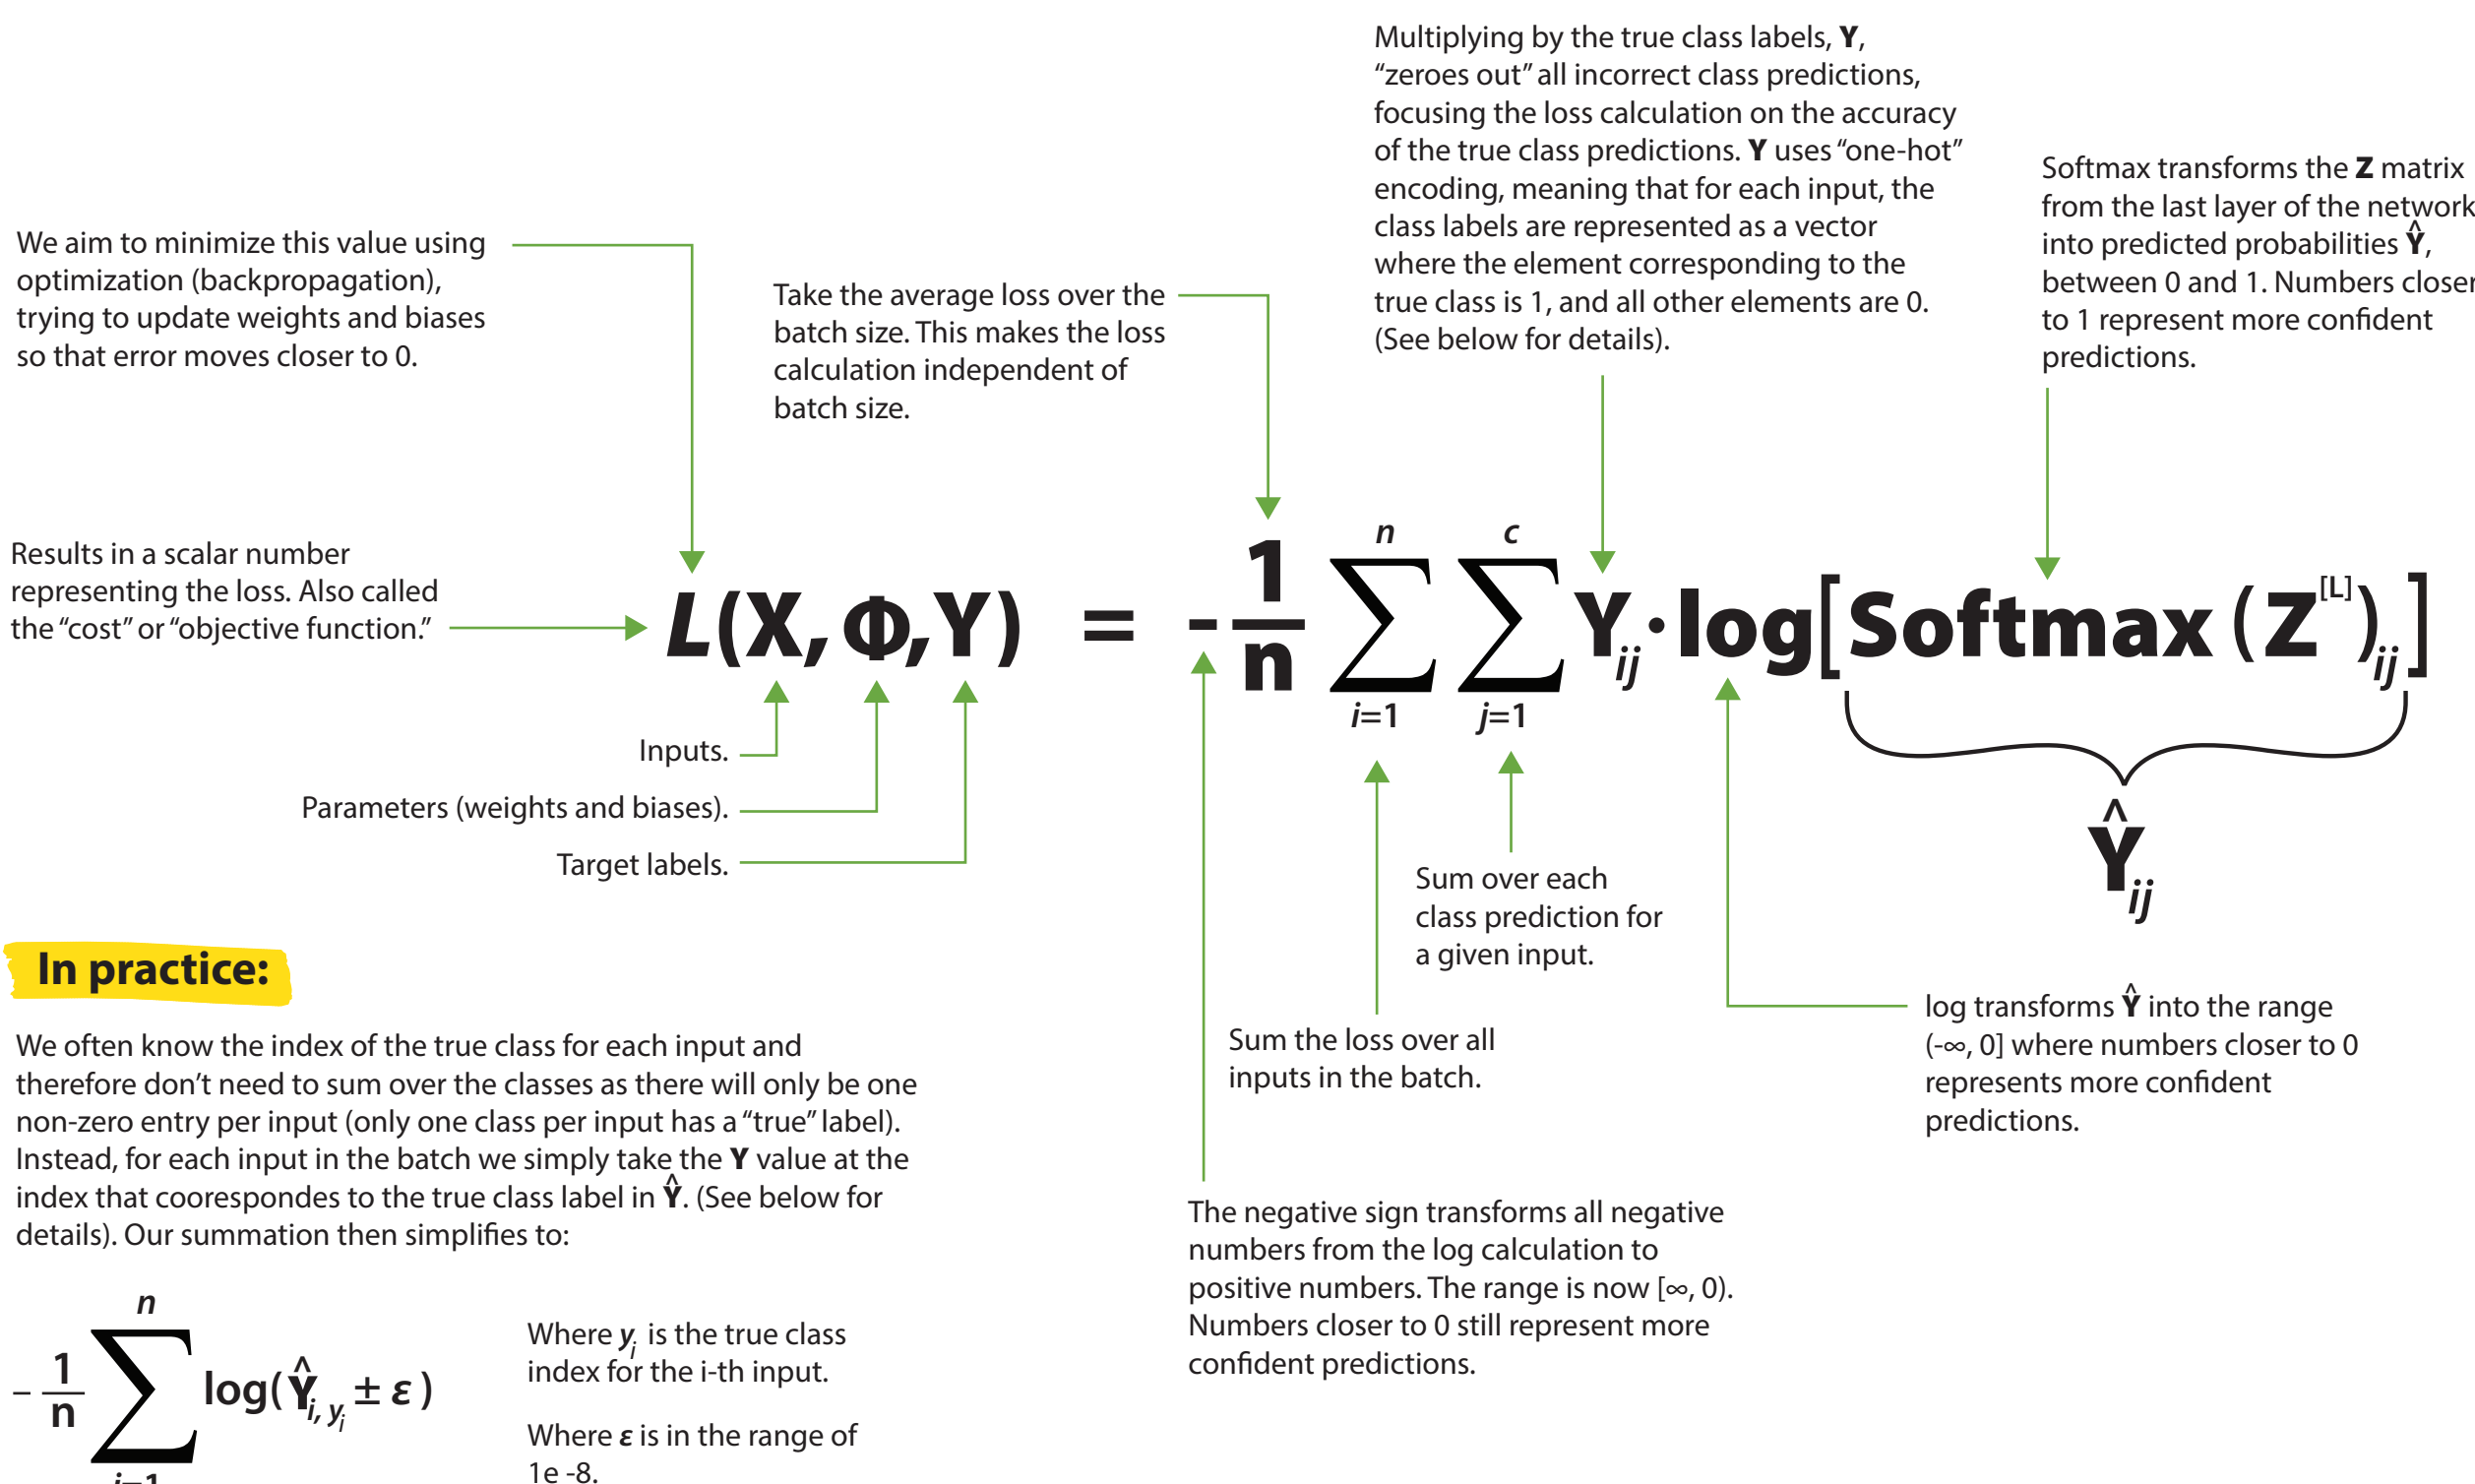 Multiplying by the true class labels, Y,
“zeroes out” all incorrect class predictions,
focusing the loss calculation on the accuracy
of the true class predictions. Y uses “one-hot”
encoding, meaning that for each input, the
class labels are represented as a vector
where the element corresponding to the
true class is 1, and all other elements are 0.
(See below for details).
Softmax transforms the Z matrix
from the last layer of the network
into predicted probabilities Ŷ,
between 0 and 1. Numbers closer
to 1 represent more confident
predictions.
We aim to minimize this value using
optimization (backpropagation),
trying to update weights and biases
so that error moves closer to 0.
Take the average loss over the
batch size. This makes the loss
calculation independent of
batch size.
Results in a scalar number
representing the loss. Also called
the “cost” or “objective function.”
L(X, Φ, Y) = - 1/n ∑ i=1 n ∑ j=1 c Y ij · log[Softmax (Z [L]) ij]
Ŷ ij
Inputs.
Parameters (weights and biases).
Target labels.
Sum over each
class prediction for
a given input.
Sum the loss over all
inputs in the batch.
log transforms Ŷ into the range
(-∞, 0] where numbers closer to 0
represents more confident
predictions.
The negative sign transforms all negative
numbers from the log calculation to
positive numbers. The range is now [∞, 0).
Numbers closer to 0 still represent more
confident predictions.
In practice:
We often know the index of the true class for each input and
therefore don’t need to sum over the classes as there will only be one
non-zero entry per input (only one class per input has a “true” label).
Instead, for each input in the batch we simply take the Y value at the
index that coorespondes to the true class label in Ŷ. (See below for
details). Our summation then simplifies to:
- 1/n ∑ i=1 n log( Ŷ i, y i ± ε )
Where y i is the true class
index for the i-th input.
Where ε is in the range of
1e -8.